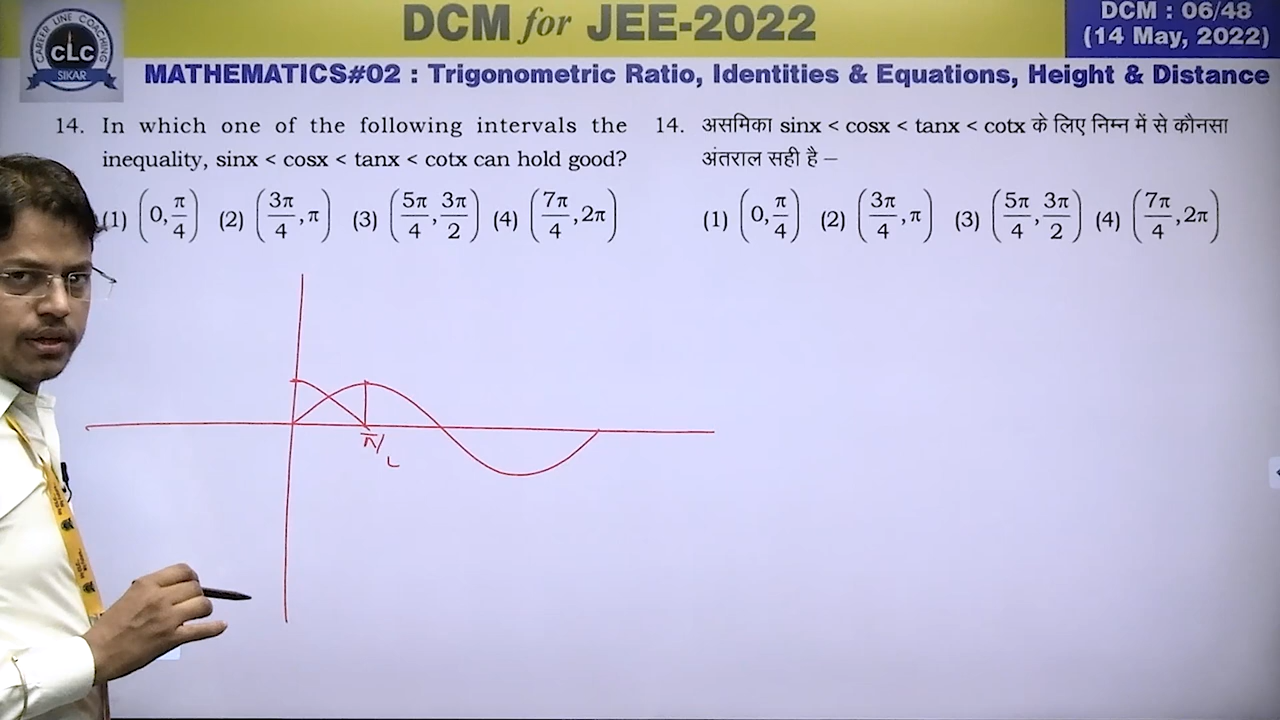 CAREER LINE COACHING
CLC
SIKAR
DCM for JEE-2022
DCM : 06/48
(14 May, 2022)
MATHEMATICS#02 : Trigonometric Ratio, Identities & Equations, Height & Distance
14. In which one of the following intervals the
inequality, sinx < cosx < tanx < cotx can hold good?
(1) (0, π/4) (2) (3π/4, π) (3) (5π/4, 3π/2) (4) (7π/4, 2π)
14. असमिका sinx < cosx < tanx < cotx के लिए निम्न में से कौनसा
अंतराल सही है –
(1) (0, π/4) (2) (3π/4, π) (3) (5π/4, 3π/2) (4) (7π/4, 2π)
π/2